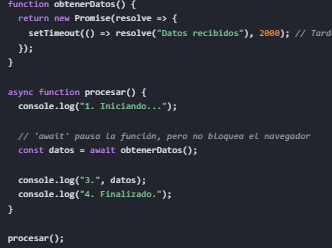 function obtenerDatos() {
  return new Promise(resolve => {
    setTimeout(() => resolve("Datos recibidos"), 2000); // Tard
  });
}

async function procesar() {
  console.log("1. Iniciando...");

  // 'await' pausa la función, pero no bloquea el navegador
  const datos = await obtenerDatos();

  console.log("3.", datos);
  console.log("4. Finalizado.");
}

procesar();